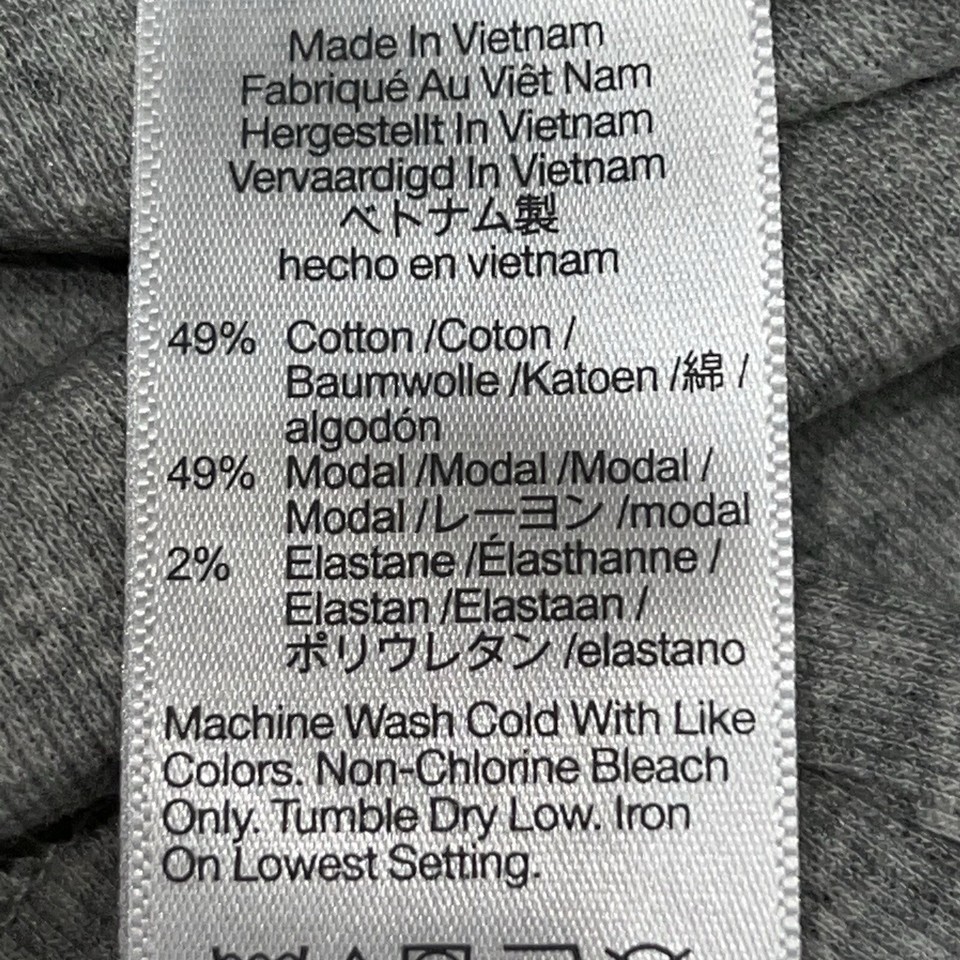 Made In Vietnam
Fabriqué Au Viêt Nam
Hergestellt In Vietnam
Vervaardigd In Vietnam
ベトナム製
hecho en vietnam
49% Cotton /Coton /
Baumwolle /Katoen /綿 /
algodón
49% Modal /Modal /Modal /
Modal /レーヨン /modal
2% Elastane /Élasthanne /
Elastan /Elastaan /
ポリウレタン /elastano
Machine Wash Cold With Like
Colors. Non-Chlorine Bleach
Only. Tumble Dry Low. Iron
On Lowest Setting.